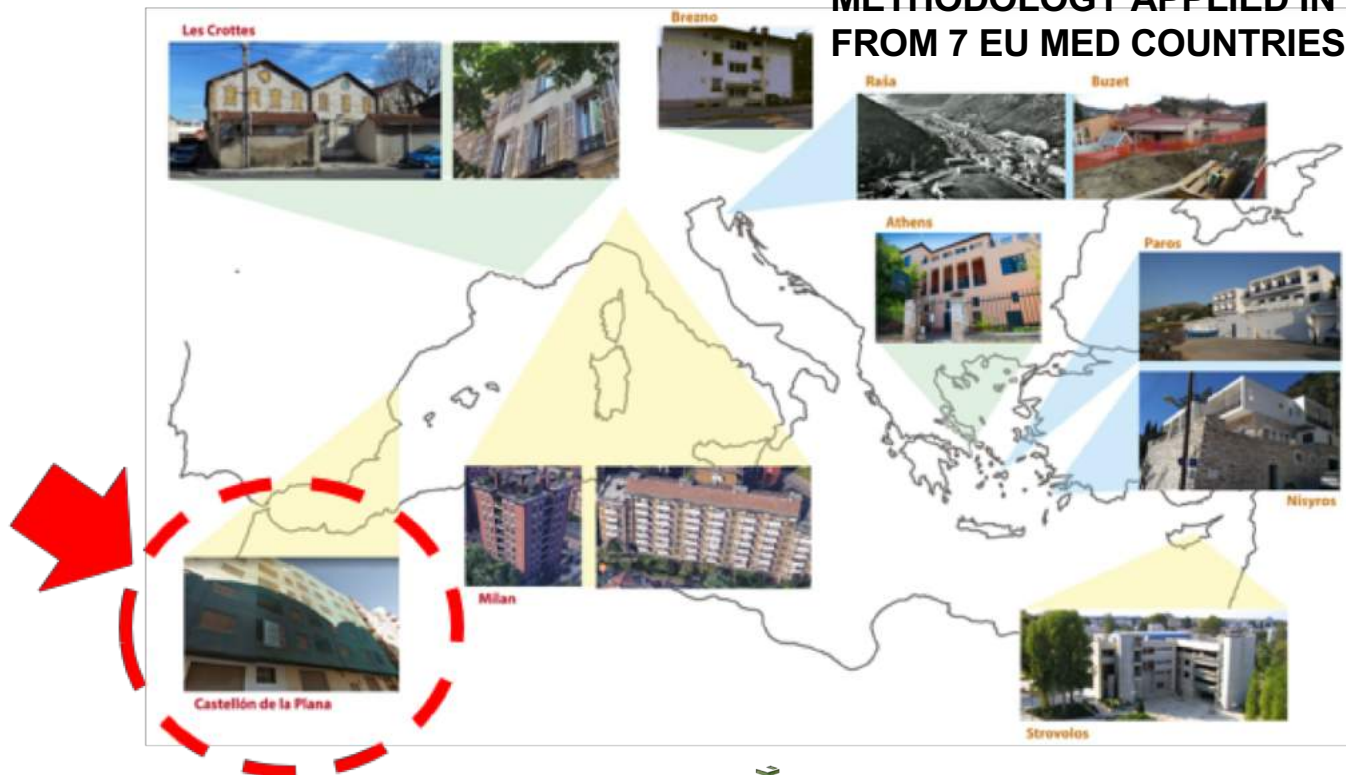 METHODOLOGY APPLIED IN
FROM 7 EU MED COUNTRIES
Les Crottes
Brezno
Raša
Buzet
Athens
Paros
Nisyros
Milan
Castellón de la Plana
Strovolos